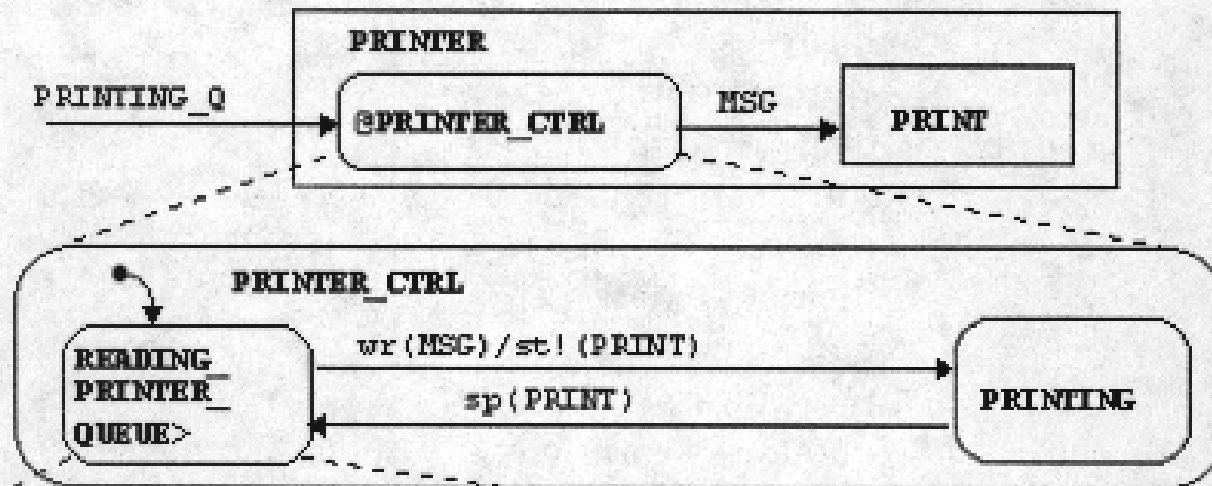 PRINTER
PRINTING_Q
@PRINTER_CTRL
MSG
PRINT
PRINTER_CTRL
READING_
PRINTER_
QUEUE>
wr(MSG)/st!(PRINT)
sp(PRINT)
PRINTING